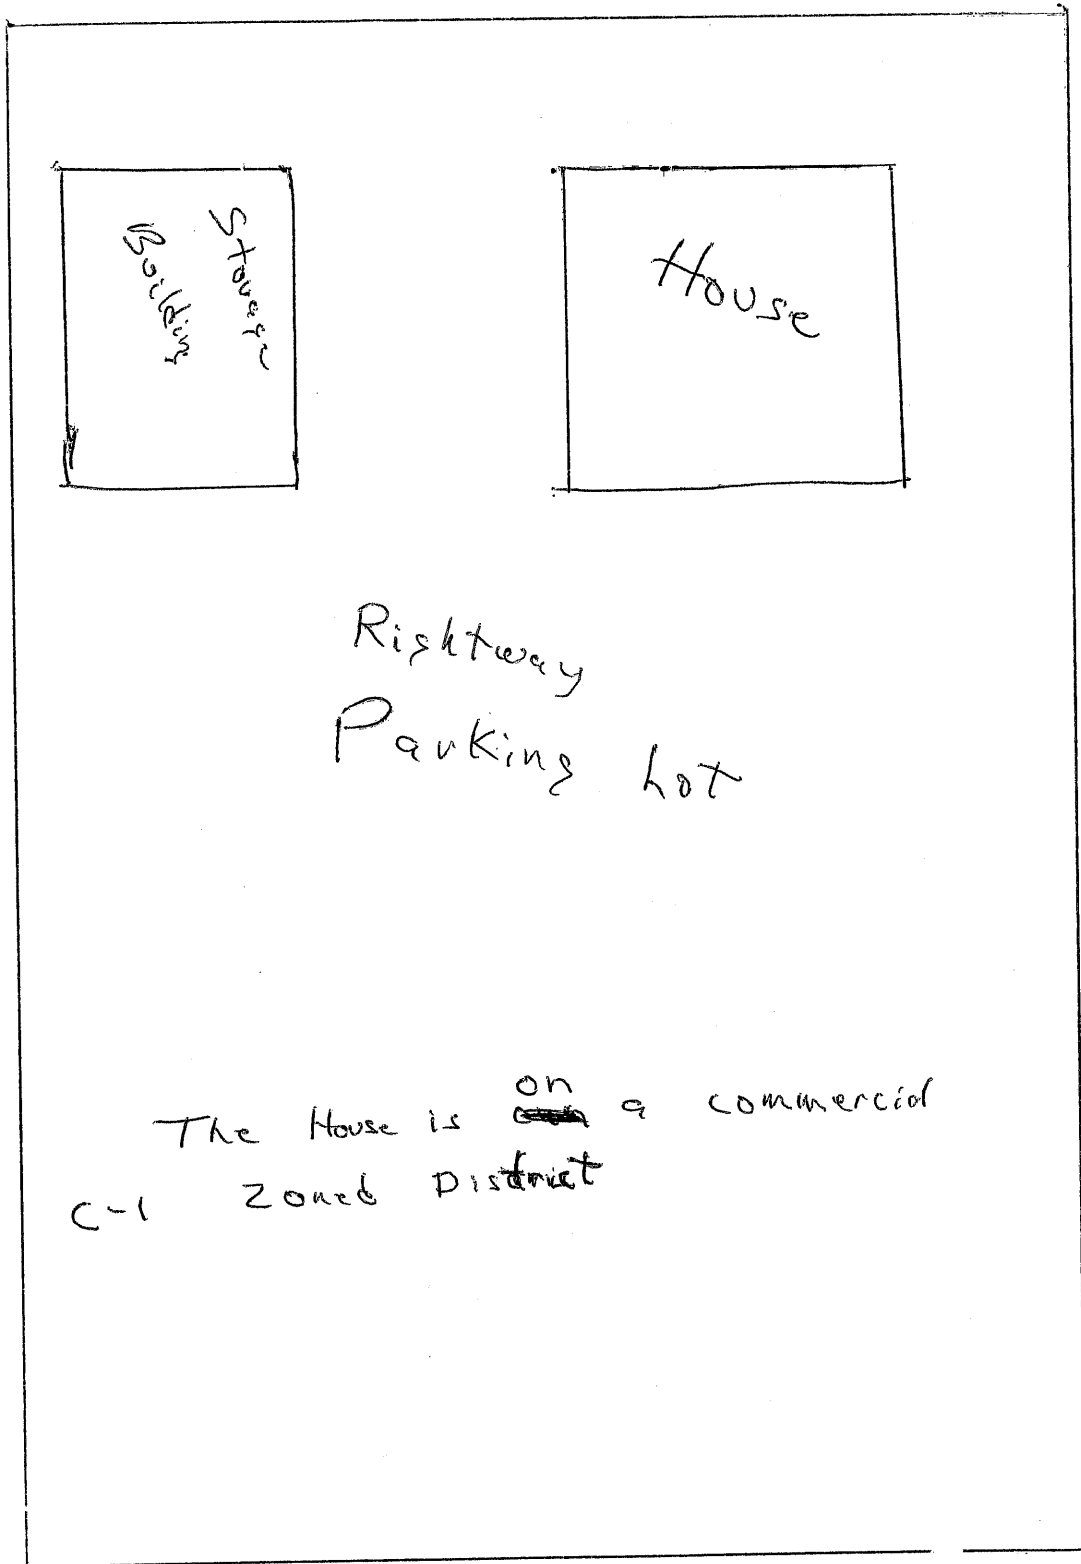 Storage
Building
House
Rightway
Parking Lot
on
The House is a commercial
C-1 Zoned District